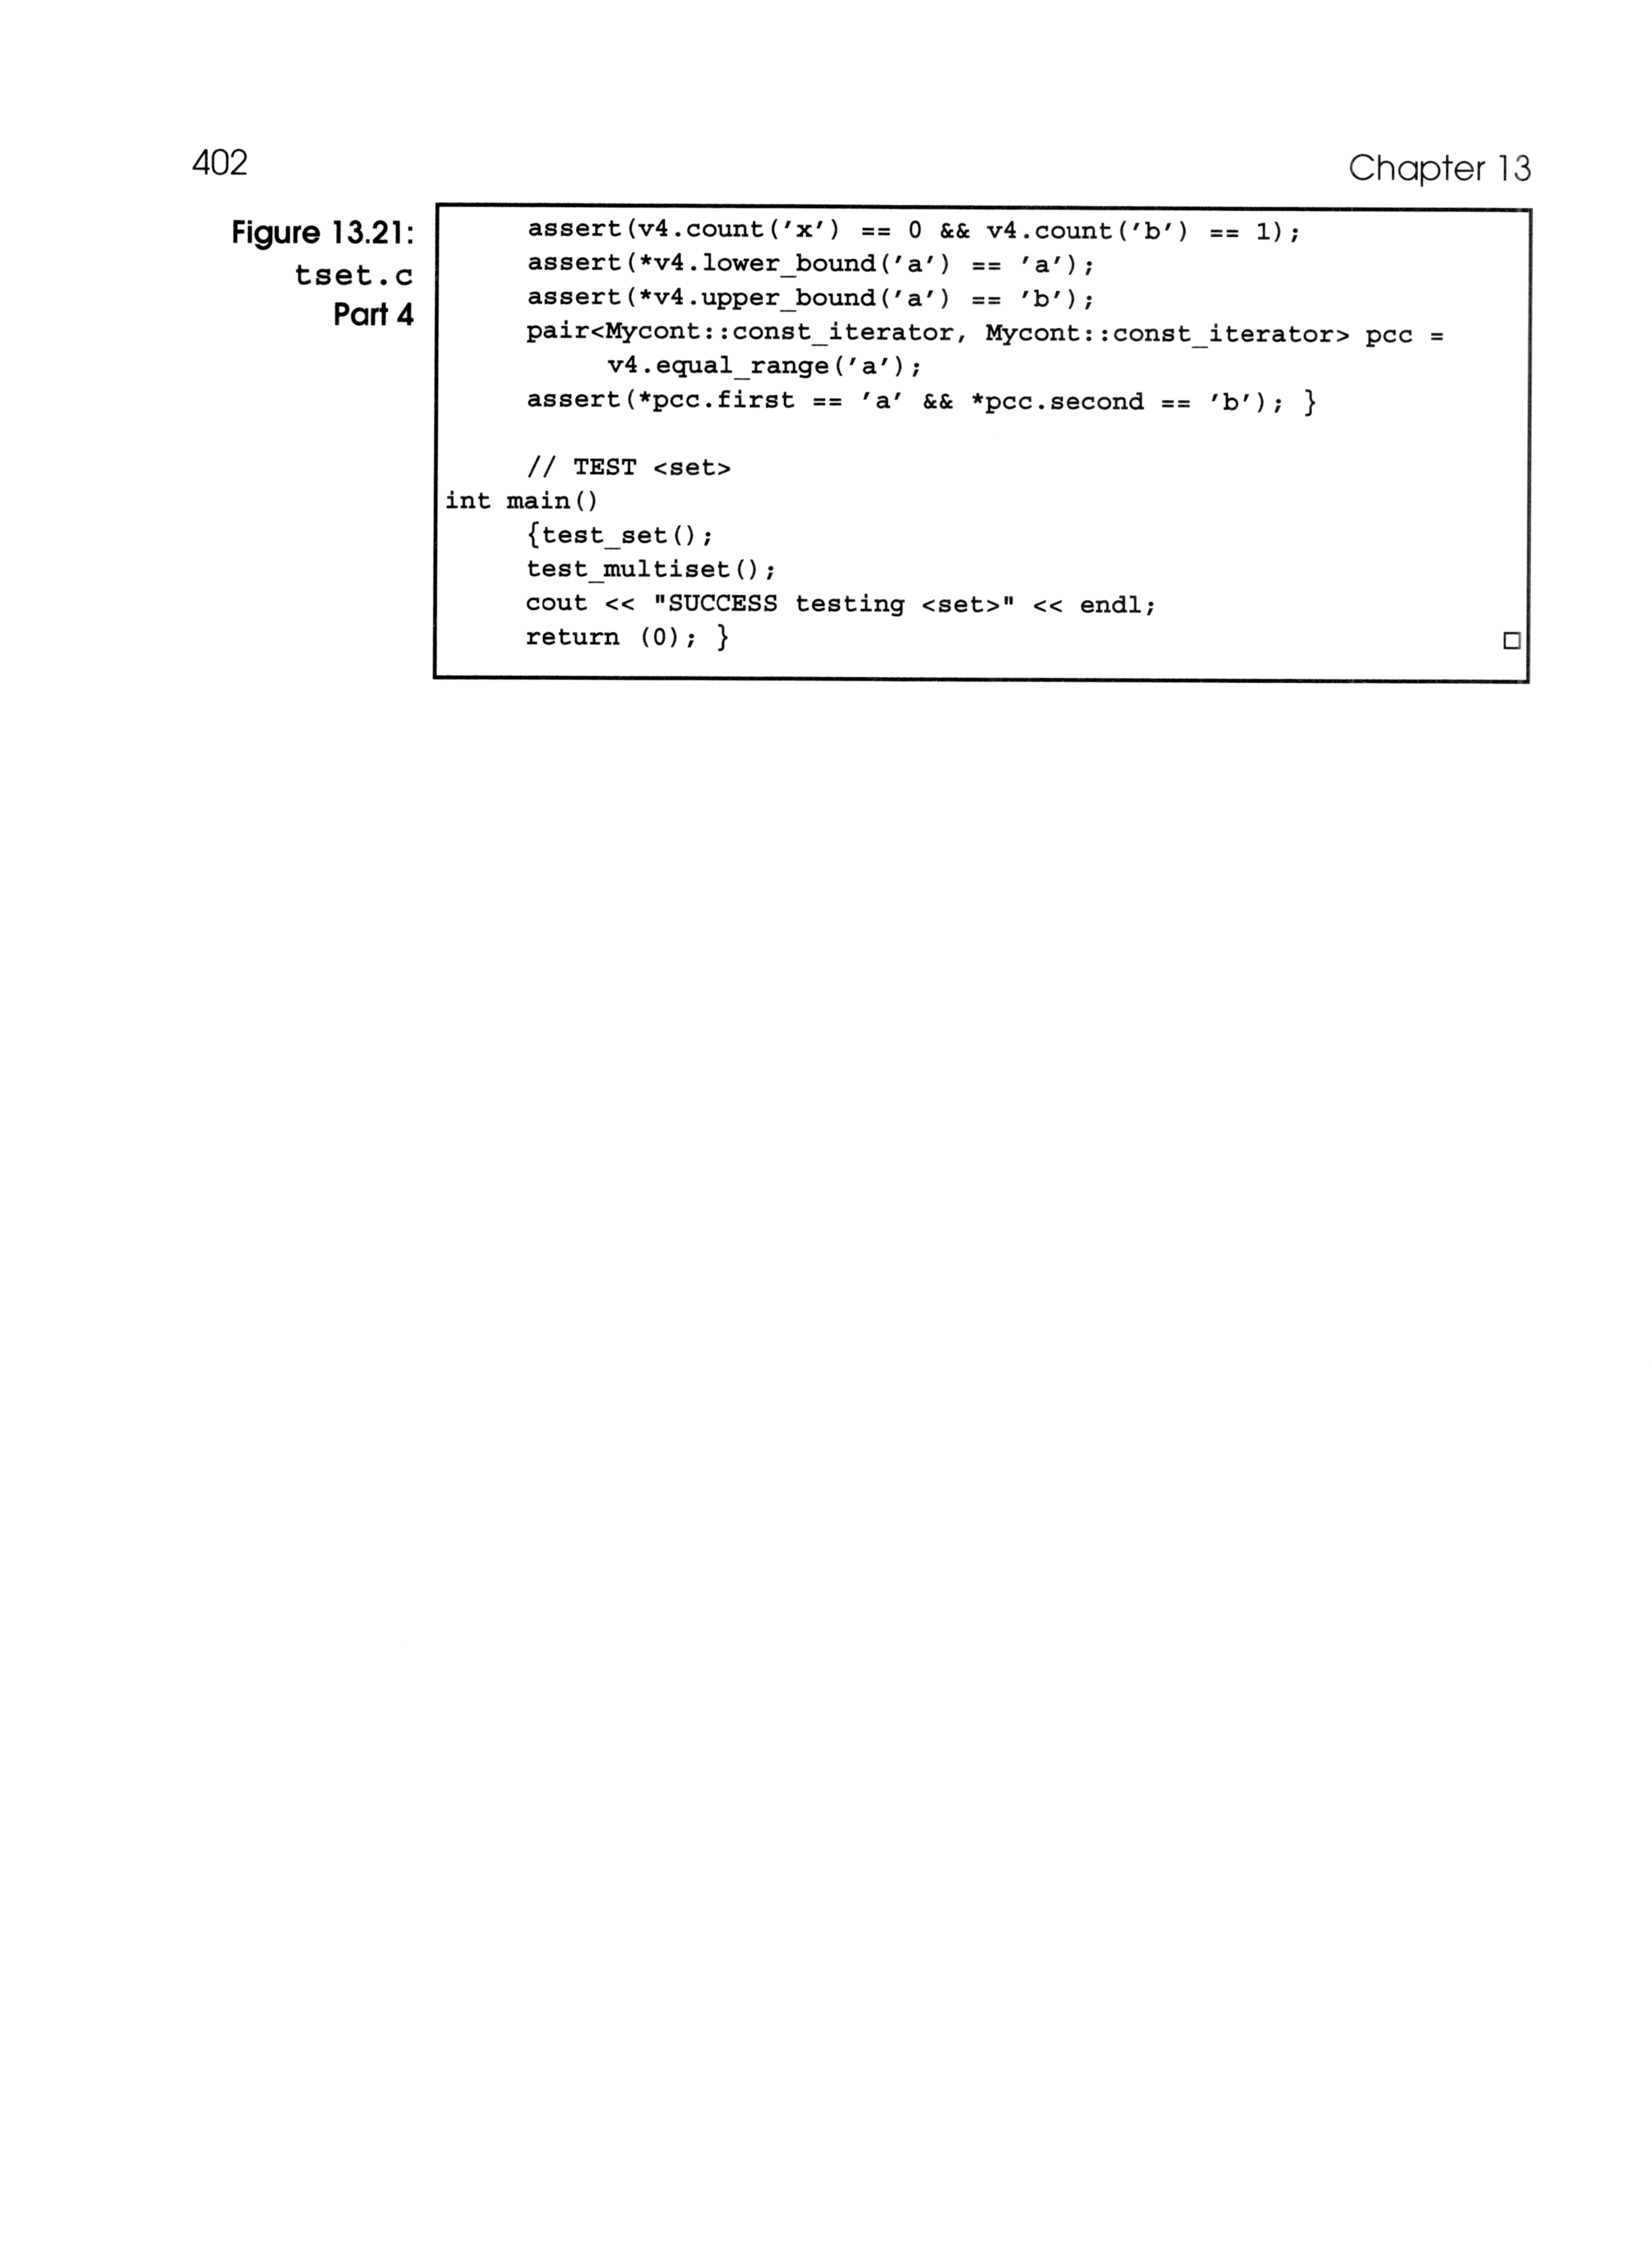 402
Chapter 13
Figure 13.21:
tset.c
Part 4
assert(v4.count('x') == 0 && v4.count('b') == 1);
assert(*v4.lower_bound('a') == 'a');
assert(*v4.upper_bound('a') == 'b');
pair<Mycont::const_iterator, Mycont::const_iterator> pcc =
v4.equal_range('a');
assert(*pcc.first == 'a' && *pcc.second == 'b'); }
// TEST <set>
int main()
{test_set();
test_multiset();
cout << "SUCCESS testing <set>" << endl;
return (0); }
□